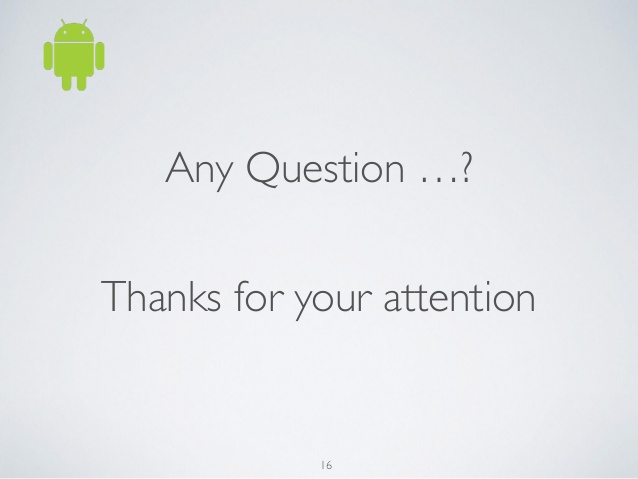 Any Question …?
Thanks for your attention
16